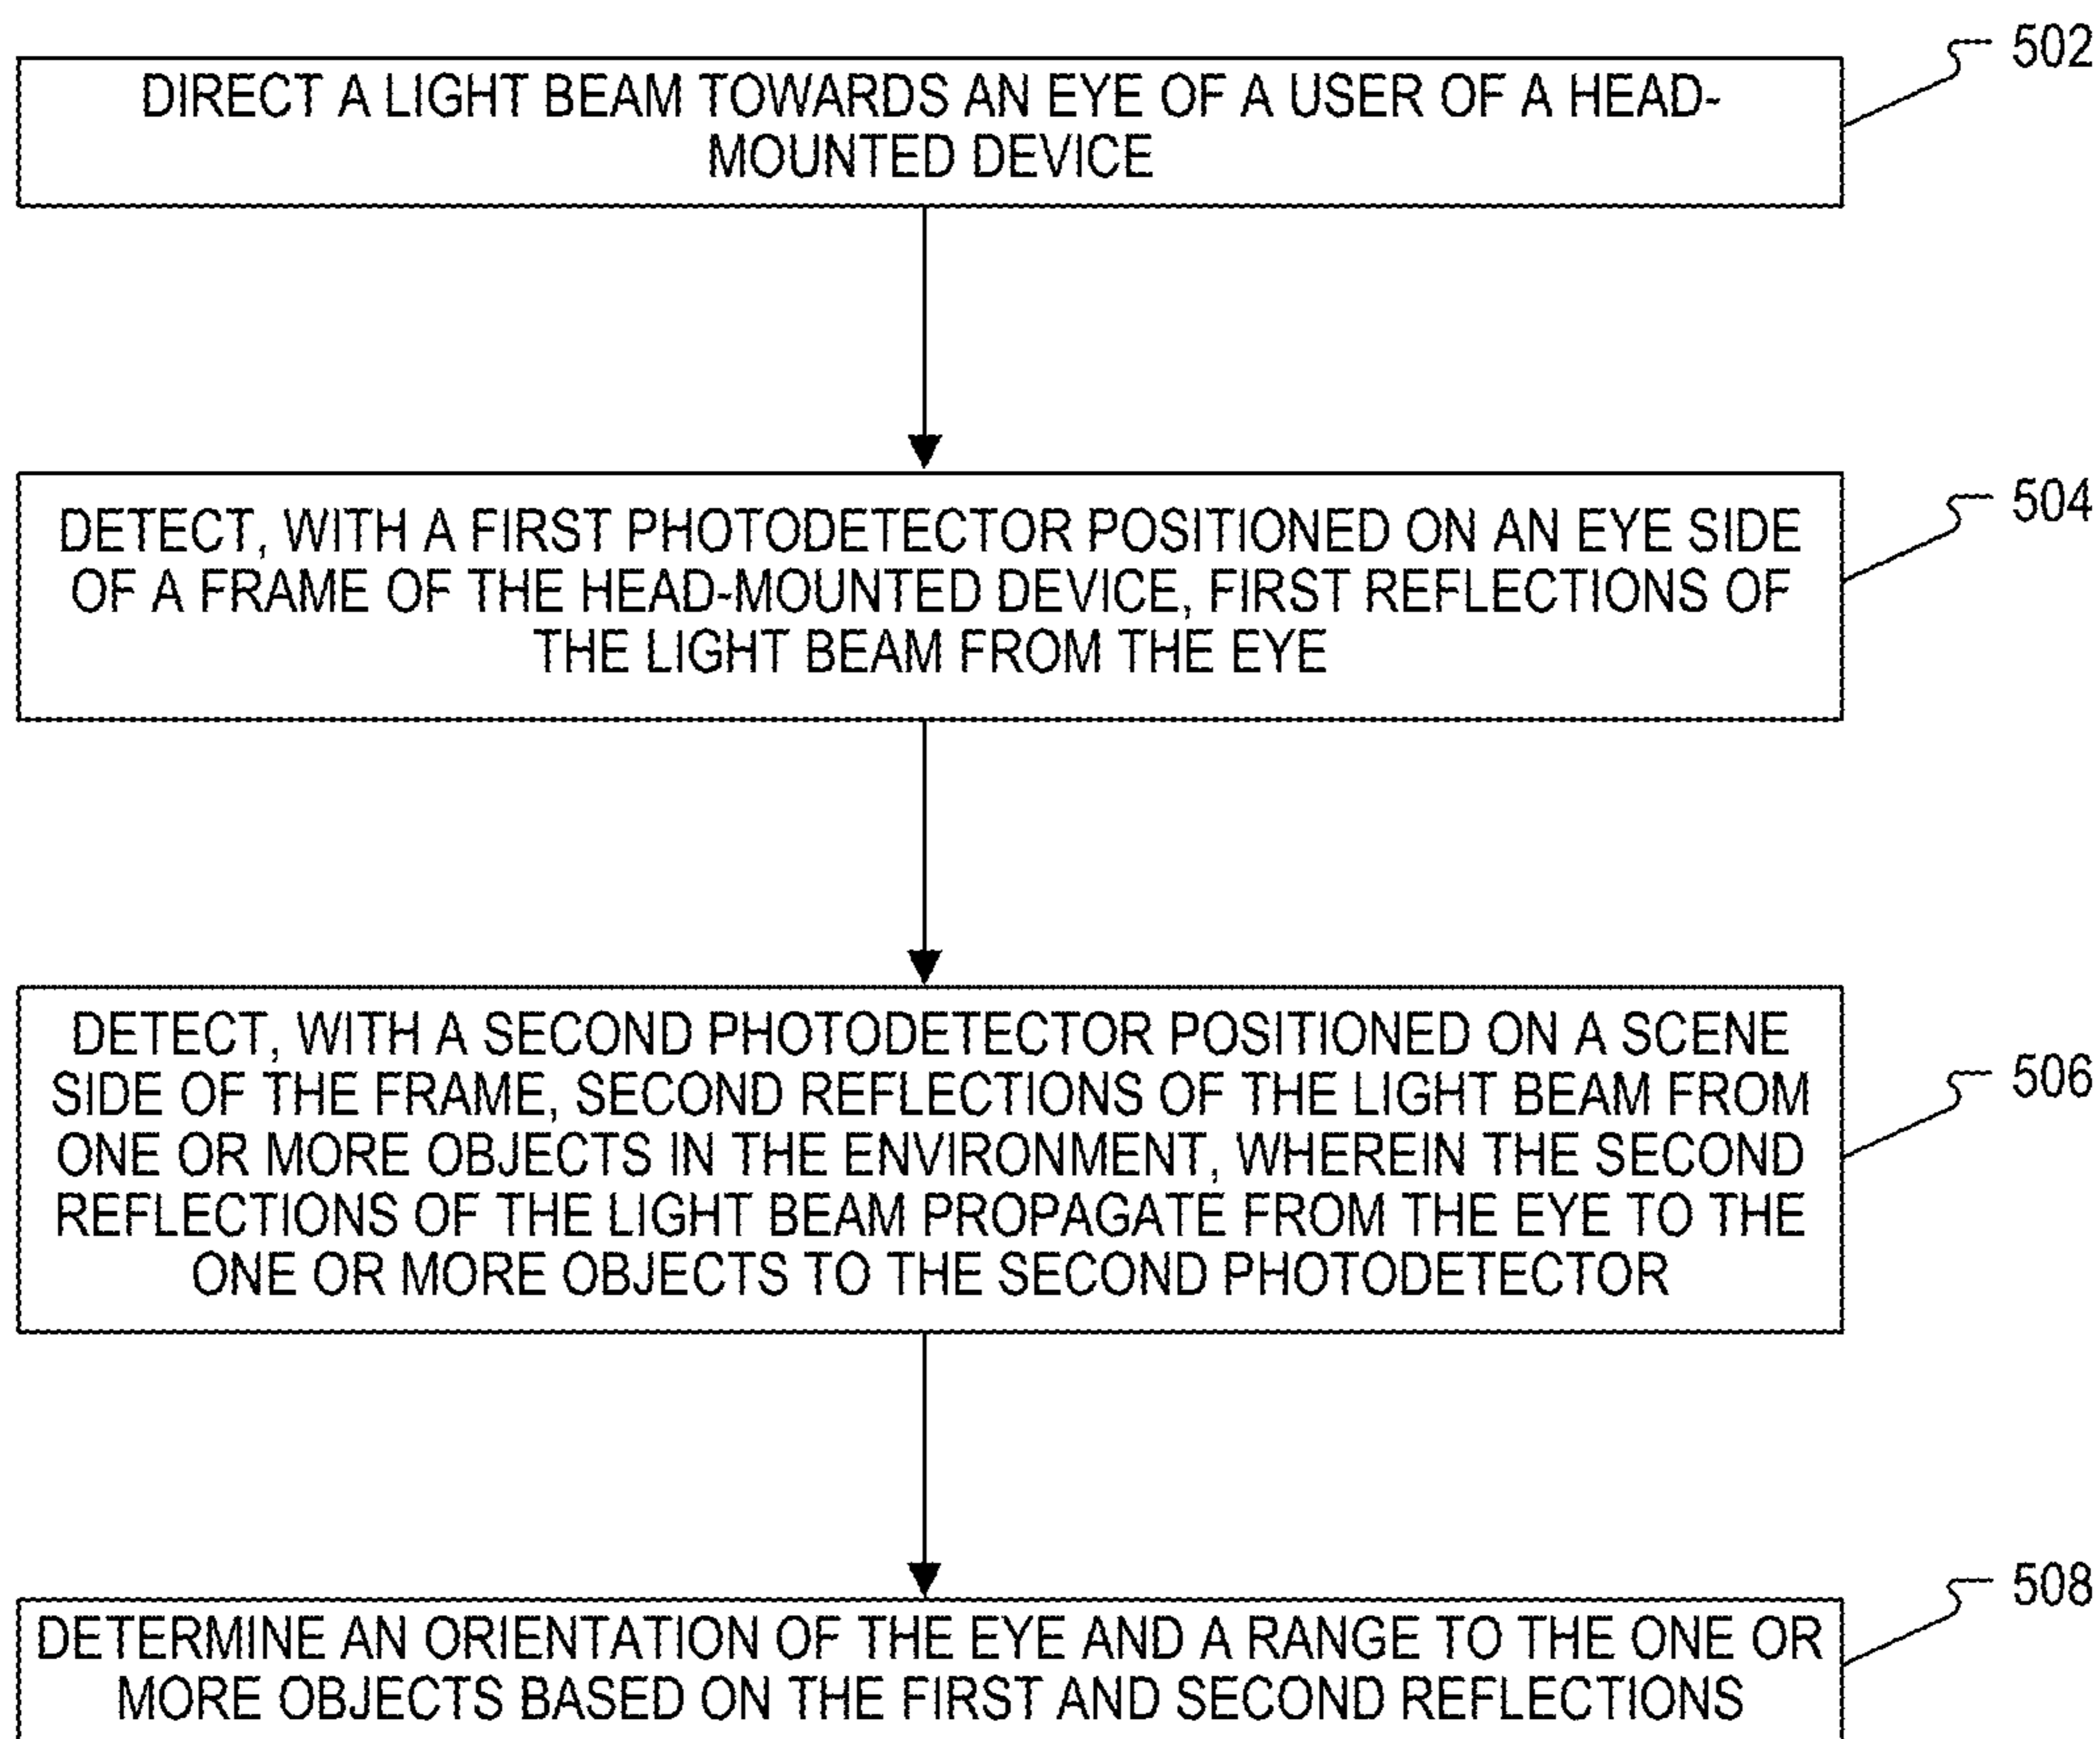 502
DIRECT A LIGHT BEAM TOWARDS AN EYE OF A USER OF A HEAD-
MOUNTED DEVICE
504
DETECT, WITH A FIRST PHOTODETECTOR POSITIONED ON AN EYE SIDE
OF A FRAME OF THE HEAD-MOUNTED DEVICE, FIRST REFLECTIONS OF
THE LIGHT BEAM FROM THE EYE
506
DETECT, WITH A SECOND PHOTODETECTOR POSITIONED ON A SCENE
SIDE OF THE FRAME, SECOND REFLECTIONS OF THE LIGHT BEAM FROM
ONE OR MORE OBJECTS IN THE ENVIRONMENT, WHEREIN THE SECOND
REFLECTIONS OF THE LIGHT BEAM PROPAGATE FROM THE EYE TO THE
ONE OR MORE OBJECTS TO THE SECOND PHOTODETECTOR
508
DETERMINE AN ORIENTATION OF THE EYE AND A RANGE TO THE ONE OR
MORE OBJECTS BASED ON THE FIRST AND SECOND REFLECTIONS